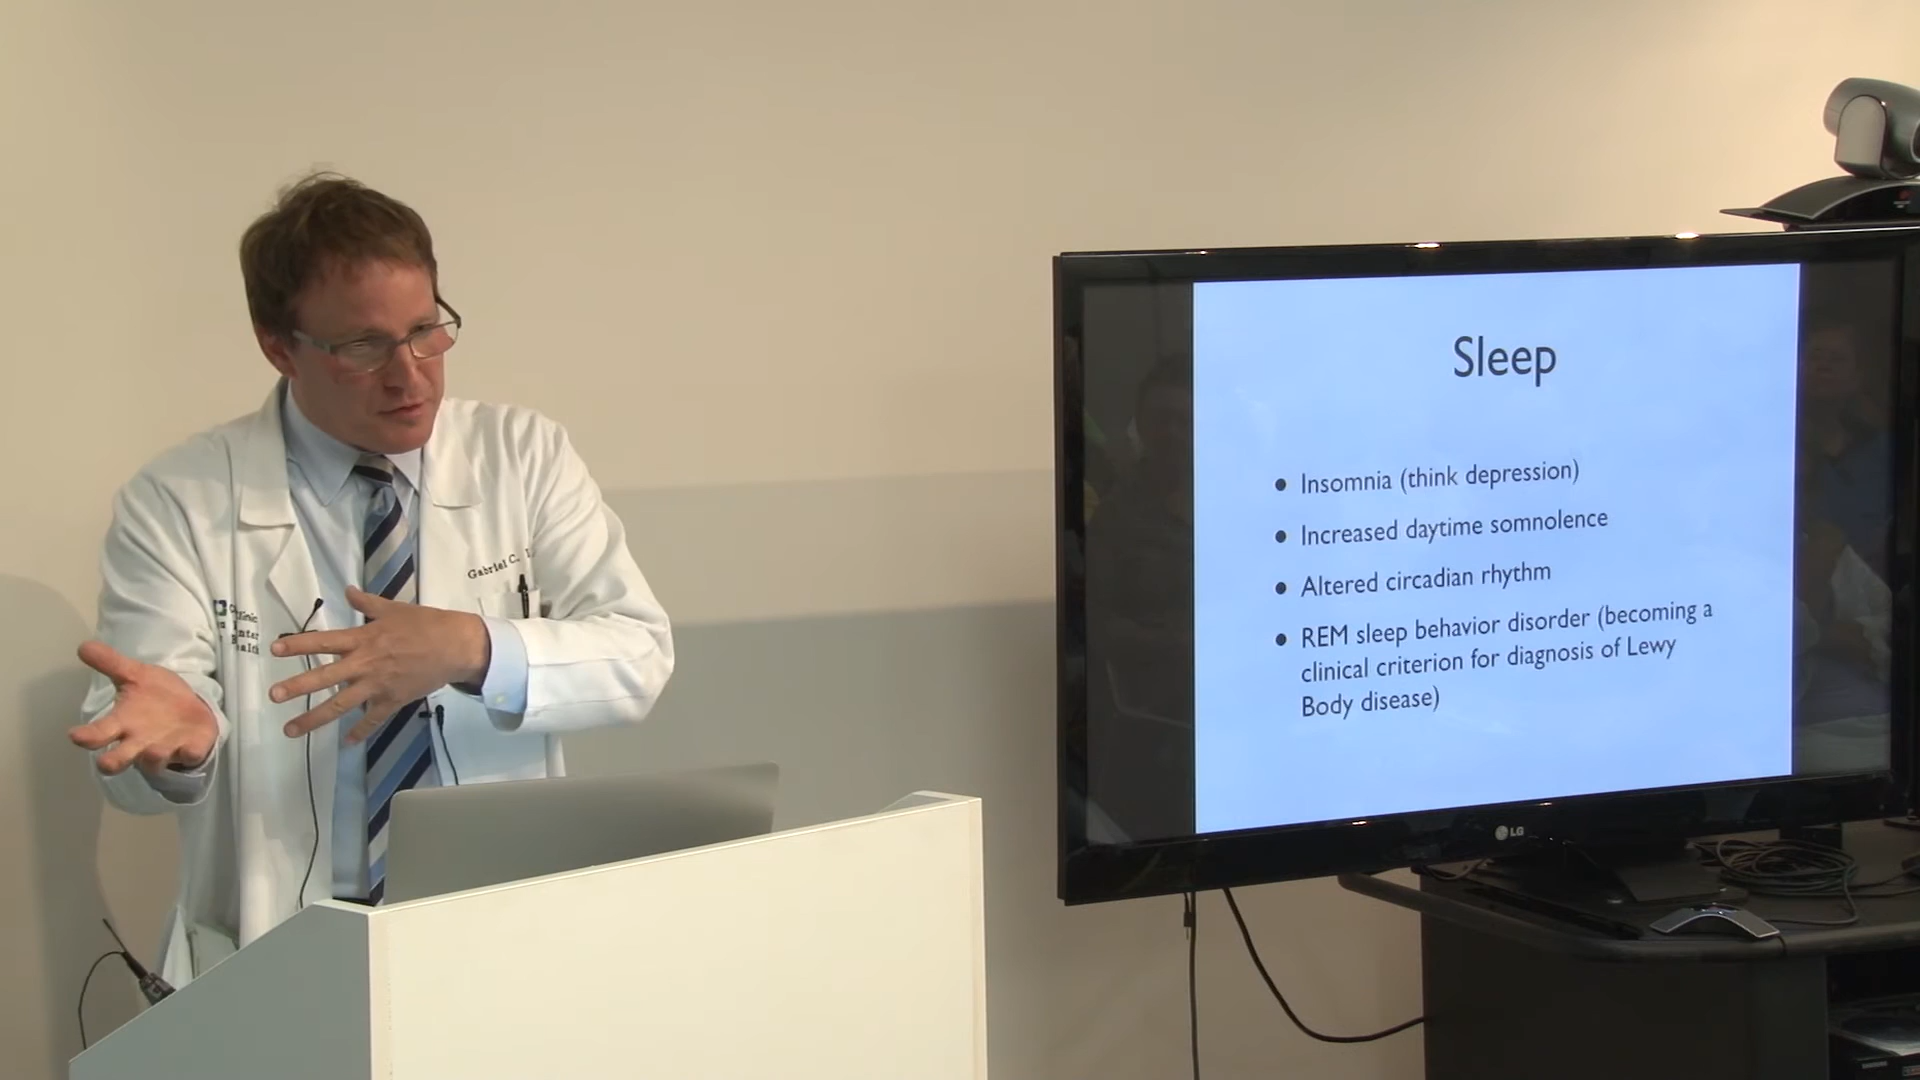 Sleep
Insomnia (think depression)
Increased daytime somnolence
Altered circadian rhythm
REM sleep behavior disorder (becoming a
clinical criterion for diagnosis of Lewy
Body disease)
Gabriel C.
LG
SAMSUNG